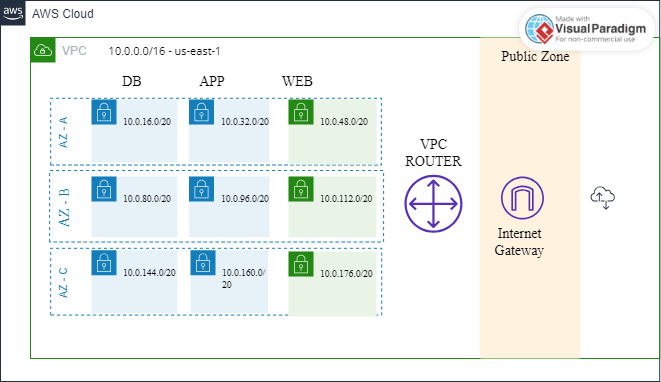 aws
AWS Cloud
Made with
VisualParadigm
For non-commercial use
VPC
10.0.0.0/16 - us-east-1
Public Zone
DB
APP
WEB
AZ - A
10.0.16.0/20
10.0.32.0/20
10.0.48.0/20
VPC
ROUTER
AZ - B
10.0.80.0/20
10.0.96.0/20
10.0.112.0/20
Internet
Gateway
AZ - C
10.0.144.0/20
10.0.160.0/
20
10.0.176.0/20